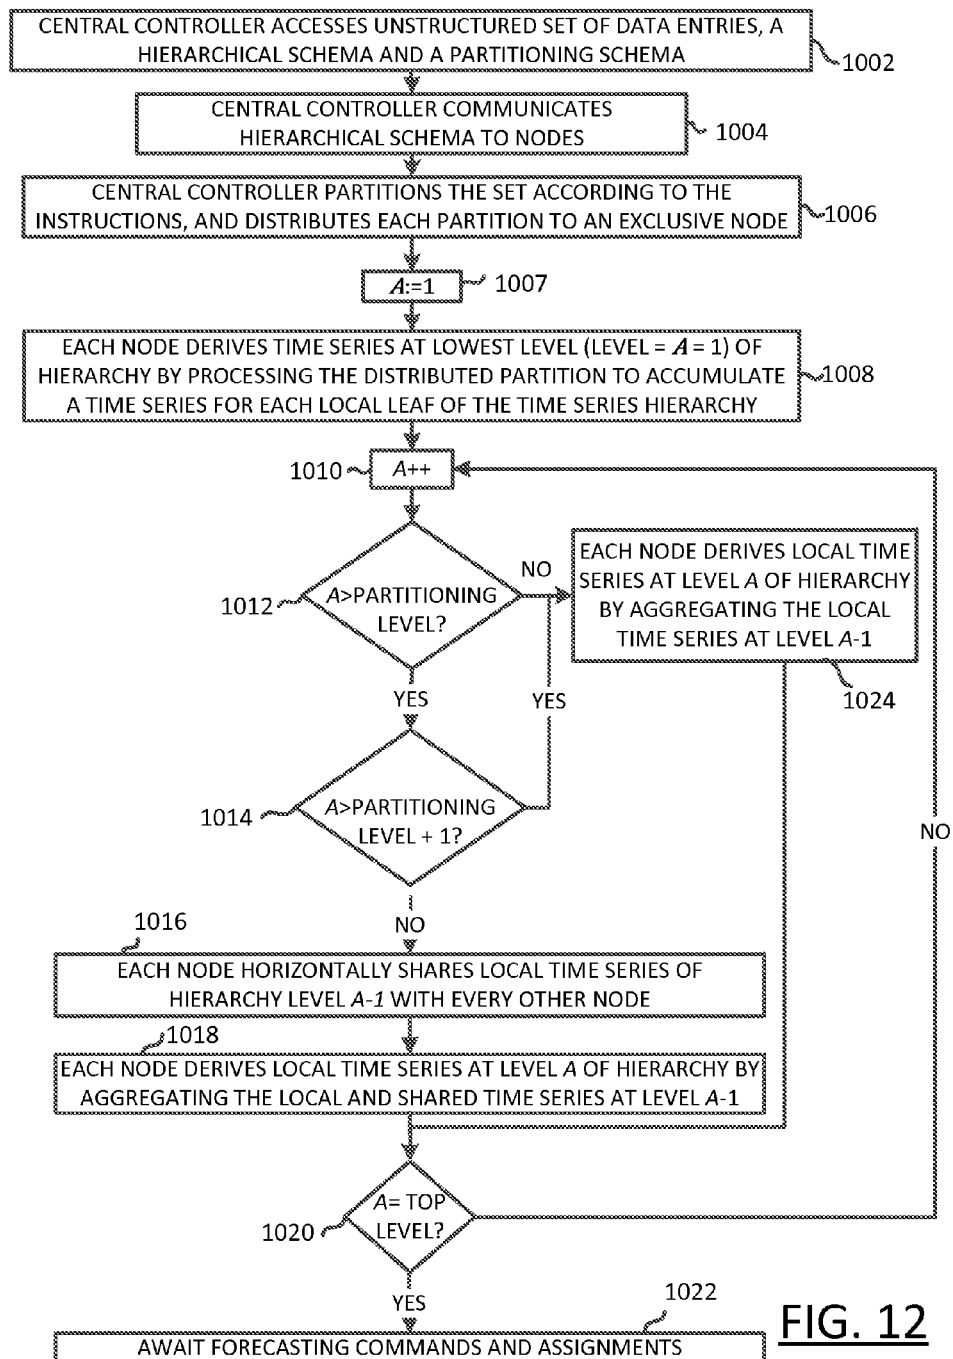 CENTRAL CONTROLLER ACCESSES UNSTRUCTURED SET OF DATA ENTRIES, A
HIERARCHICAL SCHEMA AND A PARTITIONING SCHEMA
1002
CENTRAL CONTROLLER COMMUNICATES
HIERARCHICAL SCHEMA TO NODES
1004
CENTRAL CONTROLLER PARTITIONS THE SET ACCORDING TO THE
INSTRUCTIONS, AND DISTRIBUTES EACH PARTITION TO AN EXCLUSIVE NODE
1006
A:=1
1007
EACH NODE DERIVES TIME SERIES AT LOWEST LEVEL (LEVEL = A = 1) OF
HIERARCHY BY PROCESSING THE DISTRIBUTED PARTITION TO ACCUMULATE
A TIME SERIES FOR EACH LOCAL LEAF OF THE TIME SERIES HIERARCHY
1008
1010
A++
1012
A>PARTITIONING
LEVEL?
NO
EACH NODE DERIVES LOCAL TIME
SERIES AT LEVEL A OF HIERARCHY
BY AGGREGATING THE LOCAL
TIME SERIES AT LEVEL A-1
1024
YES
YES
1014
A>PARTITIONING
LEVEL + 1?
NO
NO
1016
EACH NODE HORIZONTALLY SHARES LOCAL TIME SERIES OF
HIERARCHY LEVEL A-1 WITH EVERY OTHER NODE
1018
EACH NODE DERIVES LOCAL TIME SERIES AT LEVEL A OF HIERARCHY BY
AGGREGATING THE LOCAL AND SHARED TIME SERIES AT LEVEL A-1
1020
A= TOP
LEVEL?
YES
1022
AWAIT FORECASTING COMMANDS AND ASSIGNMENTS
FIG. 12